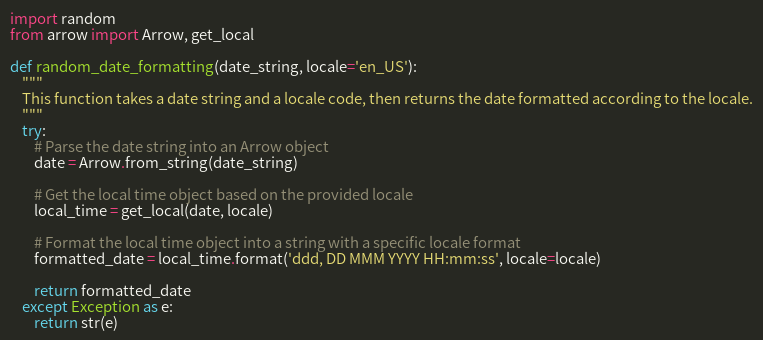 import random
from arrow import Arrow, get_local

def random_date_formatting(date_string, locale='en_US'):
    """
    This function takes a date string and a locale code, then returns the date formatted according to the locale.
    """
    try:
        # Parse the date string into an Arrow object
        date = Arrow.from_string(date_string)

        # Get the local time object based on the provided locale
        local_time = get_local(date, locale)

        # Format the local time object into a string with a specific locale format
        formatted_date = local_time.format('ddd, DD MMM YYYY HH:mm:ss', locale=locale)

        return formatted_date
    except Exception as e:
        return str(e)